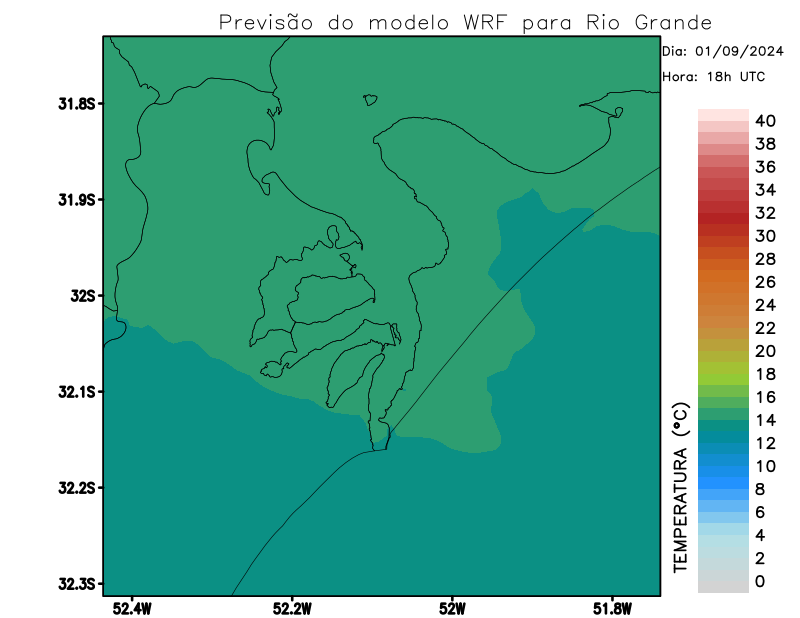 Previsão do modelo WRF para Rio Grande
Dia: 01/09/2024
Hora: 18h UTC
31.8S
31.9S
32S
32.1S
32.2S
32.3S
52.4W
52.2W
52W
51.8W
TEMPERATURA (°C)
40
38
36
34
32
30
28
26
24
22
20
18
16
14
12
10
8
6
4
2
0